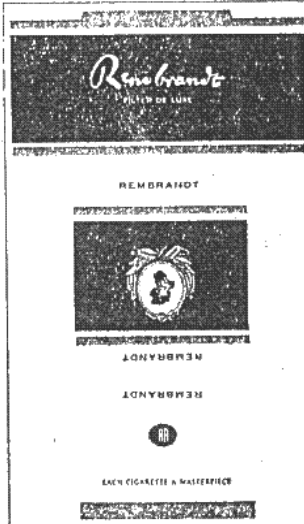 Rembrandt
FILTER DE LUXE
REMBRANDT
REMBRANDT
REMBRANDT
RR
EACH CIGARETTE A MASTERPIECE